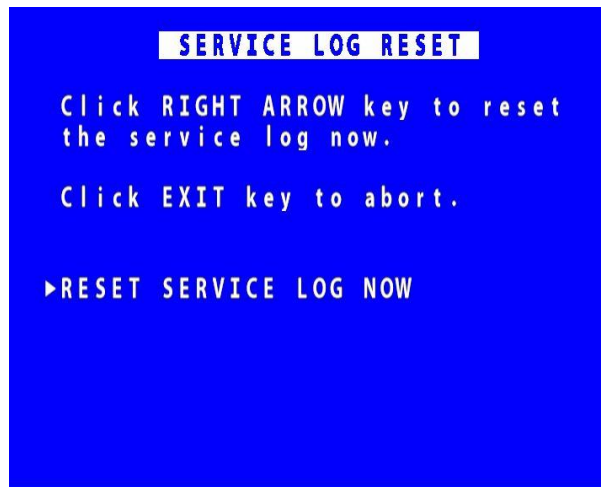 SERVICE LOG RESET
Click RIGHT ARROW key to reset
the service log now.
Click EXIT key to abort.
▶RESET SERVICE LOG NOW